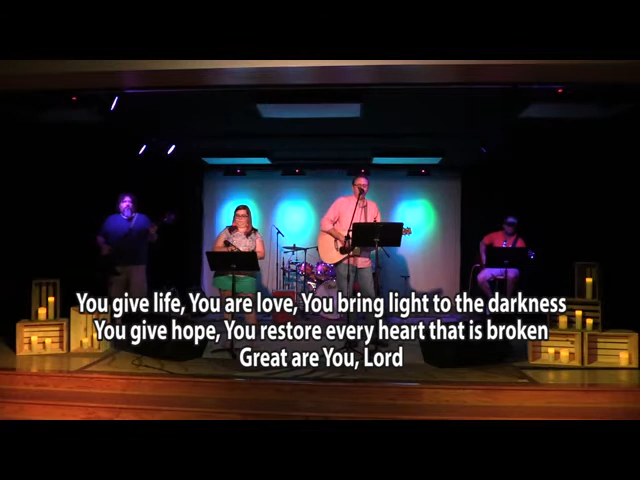 You give life, You are love, You bring light to the darkness
You give hope, You restore every heart that is broken
Great are You, Lord